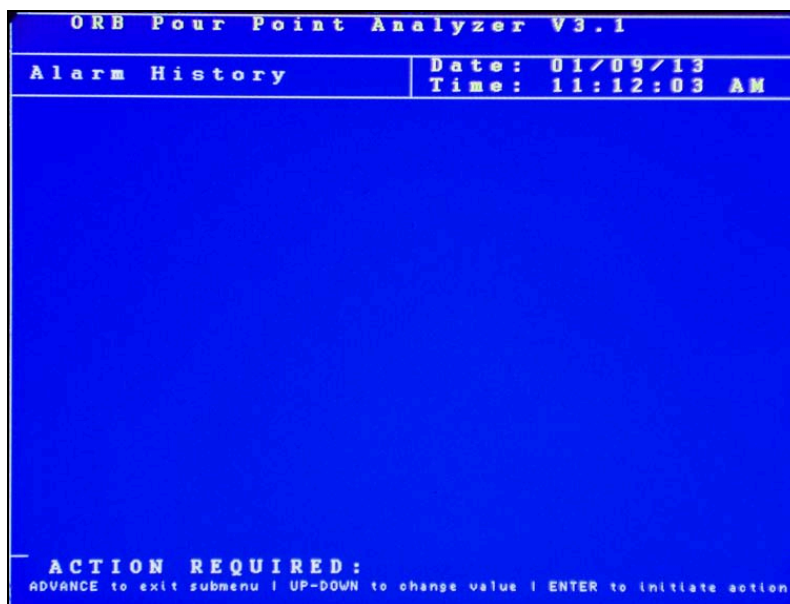 ORB Pour Point Analyzer V3.1
Alarm History
Date: 01/09/13
Time: 11:12:03 AM
ACTION REQUIRED:
ADVANCE to exit submenu | UP-DOWN to change value | ENTER to initiate action